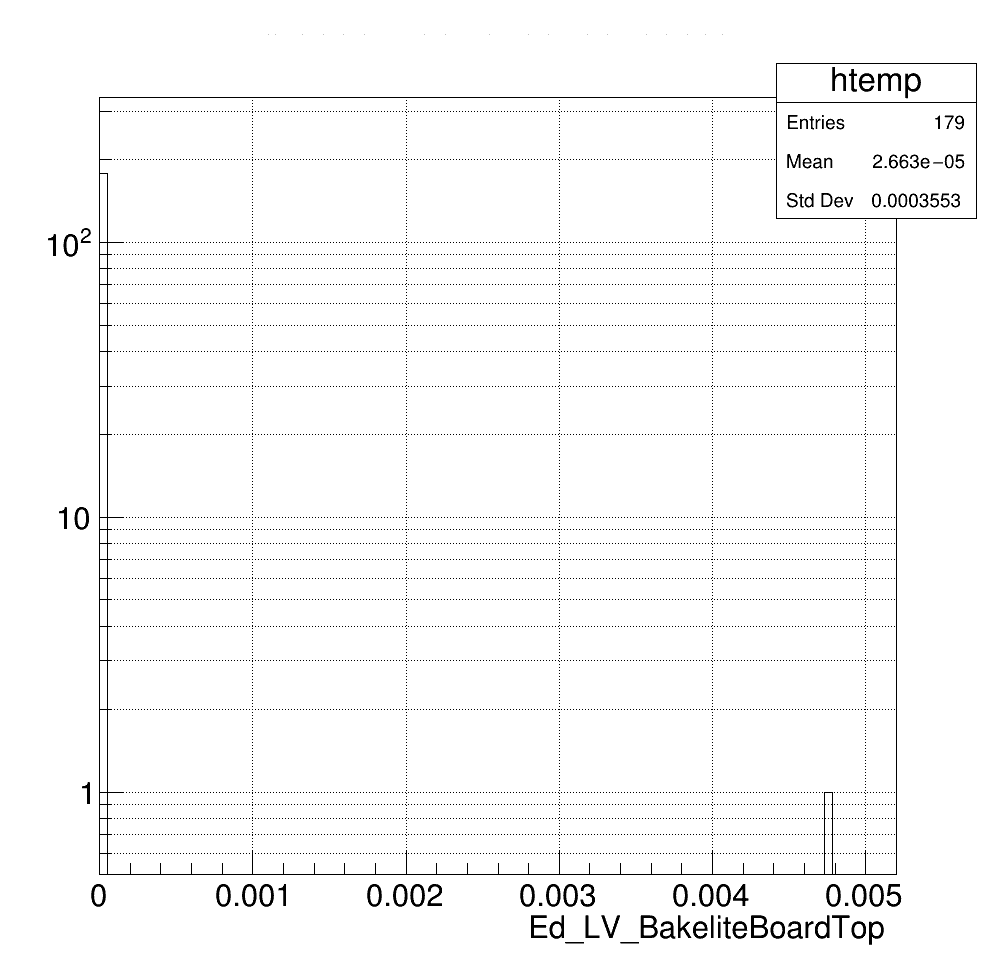 htemp
Entries 179
Mean 2.663e−05
Std Dev 0.0003553
10²
10
1
0 0.001 0.002 0.003 0.004 0.005
Ed_LV_BakeliteBoardTop